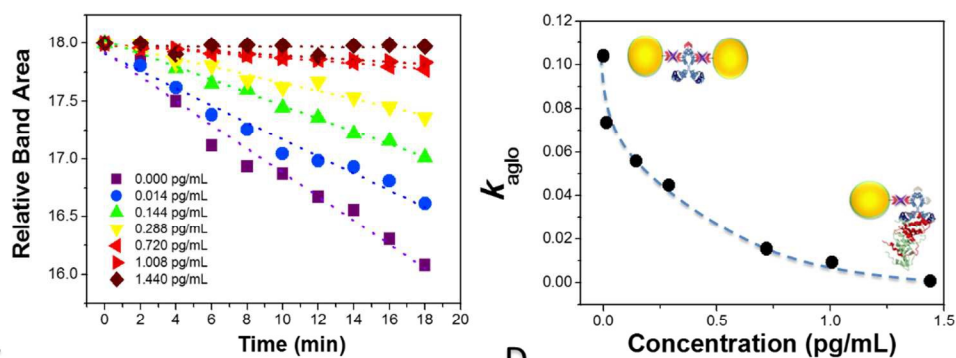 18.0
17.5
17.0
16.5
16.0
Relative Band Area
0.000 pg/mL
0.014 pg/mL
0.144 pg/mL
0.288 pg/mL
0.720 pg/mL
1.008 pg/mL
1.440 pg/mL
0 2 4 6 8 10 12 14 16 18 20
Time (min)
0.12
0.10
0.08
0.06
0.04
0.02
0.00
k aglo
0.0 0.5 1.0 1.5
Concentration (pg/mL)
D